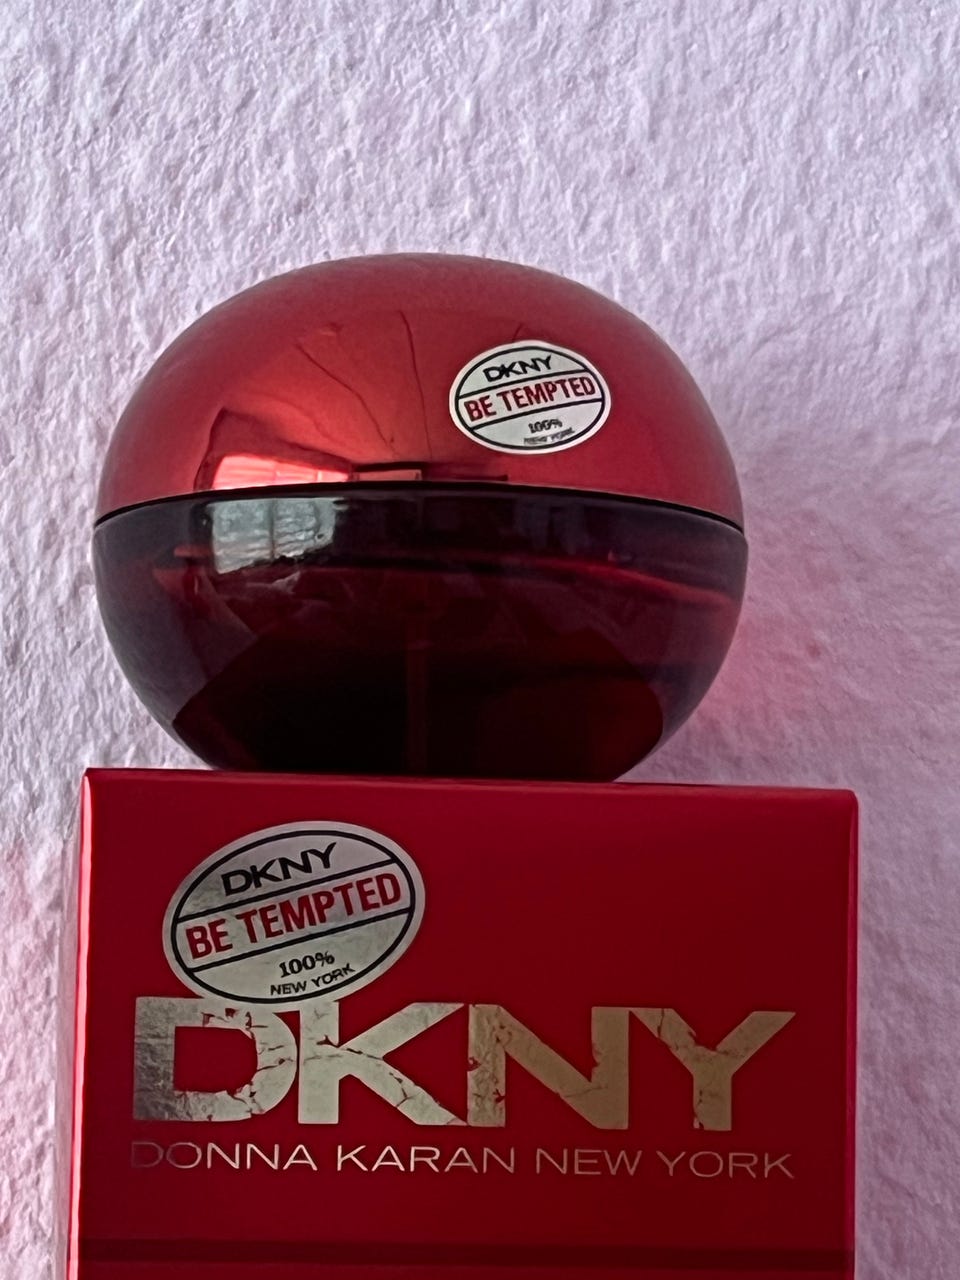 DKNY
BE TEMPTED
100%
NEW YORK
DKNY
BE TEMPTED
100%
NEW YORK
DKNY
DONNA KARAN NEW YORK